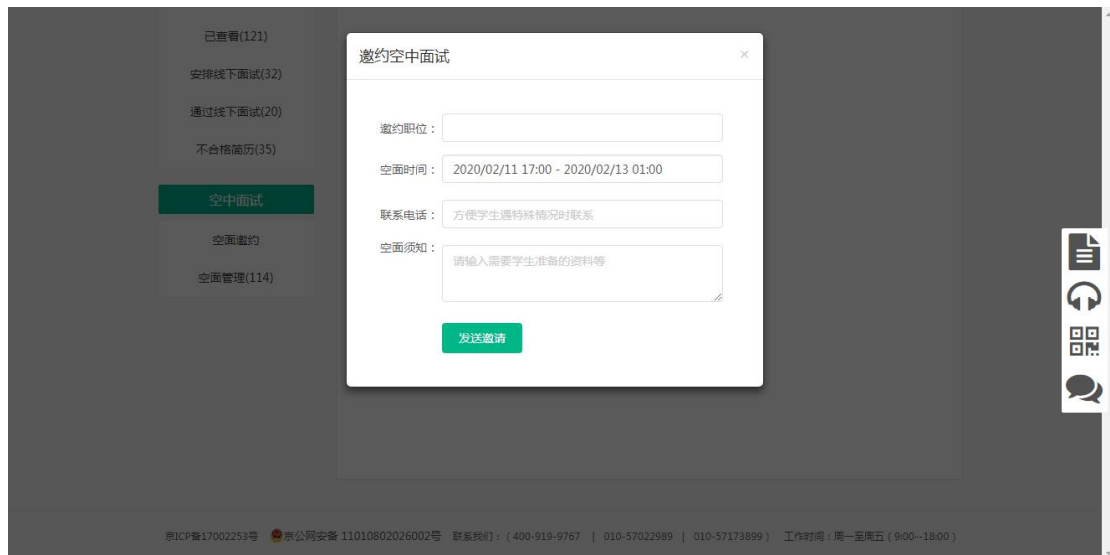 已查看(121)
安排线下面试(32)
通过线下面试(20)
不合格简历(35)
空中面试
空面邀约
空面管理(114)
邀约空中面试
×
邀约职位：
空面时间： 2020/02/11 17:00 - 2020/02/13 01:00
联系电话： 方便学生遇特殊情况时联系
空面须知： 请输入需要学生准备的资料等
发送邀请
京ICP备17002253号 京公网安备 11010802026002号 联系我们：( 400-919-9767 | 010-57022989 | 010-57173899 ) 工作时间：周一至周五 ( 9:00--18:00 )